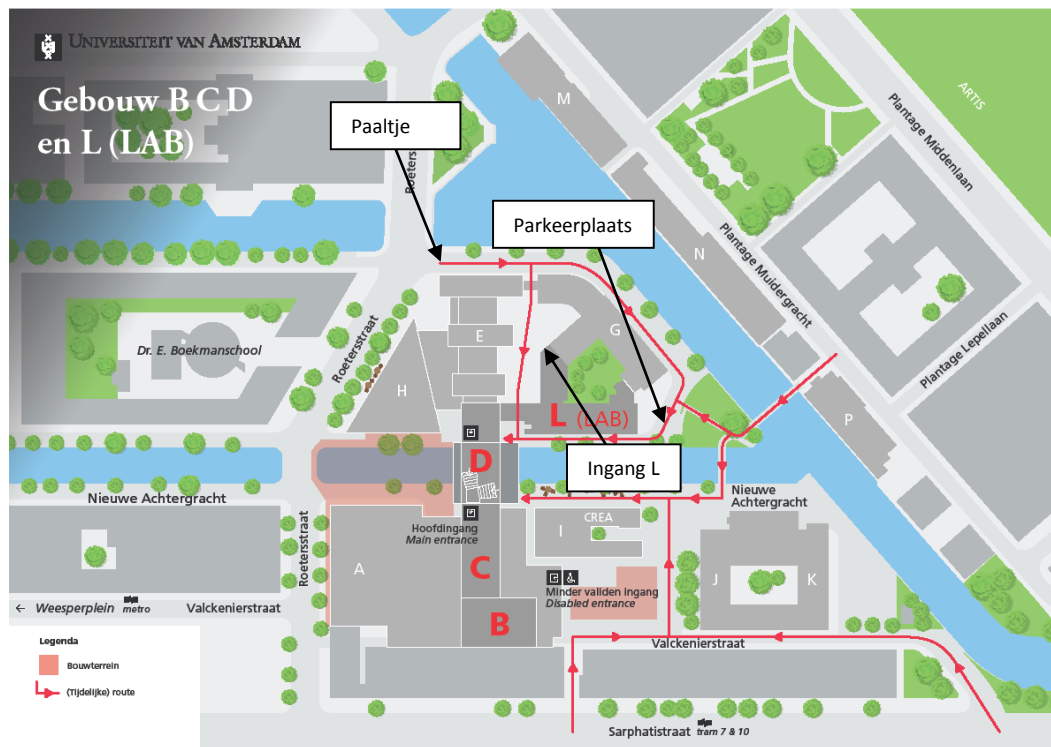 UNIVERSITEIT VAN AMSTERDAM
Gebouw B C D
en L (LAB)
Paaltje
Parkeerplaats
Ingang L
M
N
P
G
E
H
L (LAB)
D
C
B
A
I
CREA
J
K
ARTIS
Plantage Middenlaan
Plantage Muidergracht
Plantage Lepellaan
Dr. E. Boekmanschool
Roetersstraat
Nieuwe Achtergracht
Nieuwe
Achtergracht
Hoofdingang
Main entrance
Roetersstraat
Minder validen ingang
Disabled entrance
← Weesperplein metro
Valckenierstraat
Valckenierstraat
Sarphatistraat tram 7 & 10
Legenda
Bouwterrein
(Tijdelijke) route